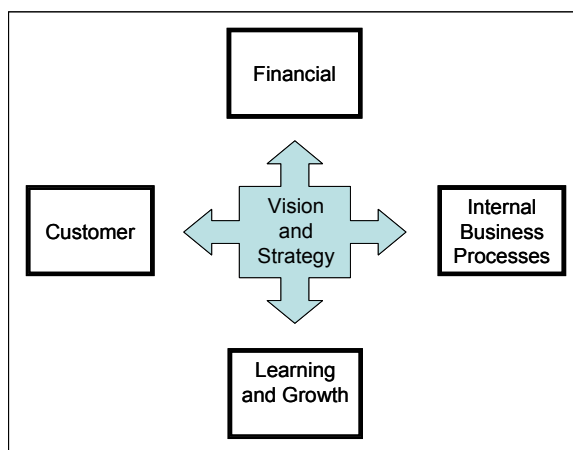 Financial
Customer
Vision
and
Strategy
Internal
Business
Processes
Learning
and Growth